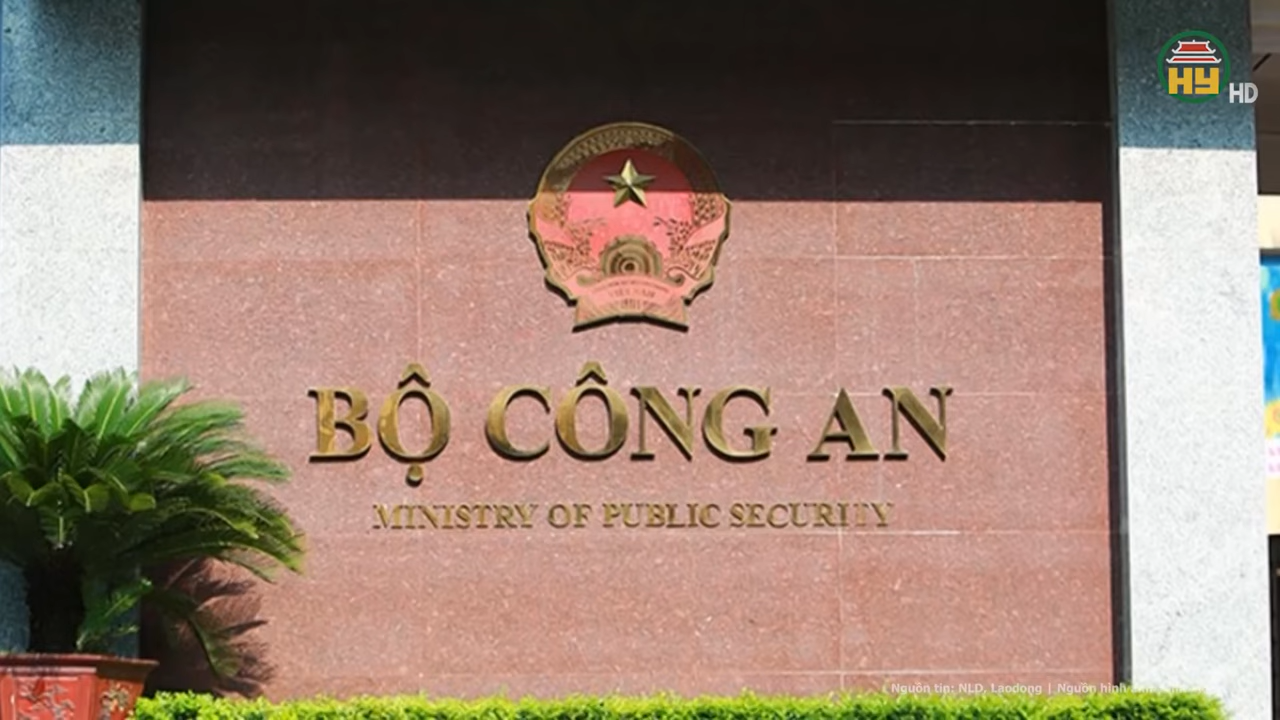 HY HD
BỘ CÔNG AN
MINISTRY OF PUBLIC SECURITY
( Nguồn tin: NLD, Laodong | Nguồn hình